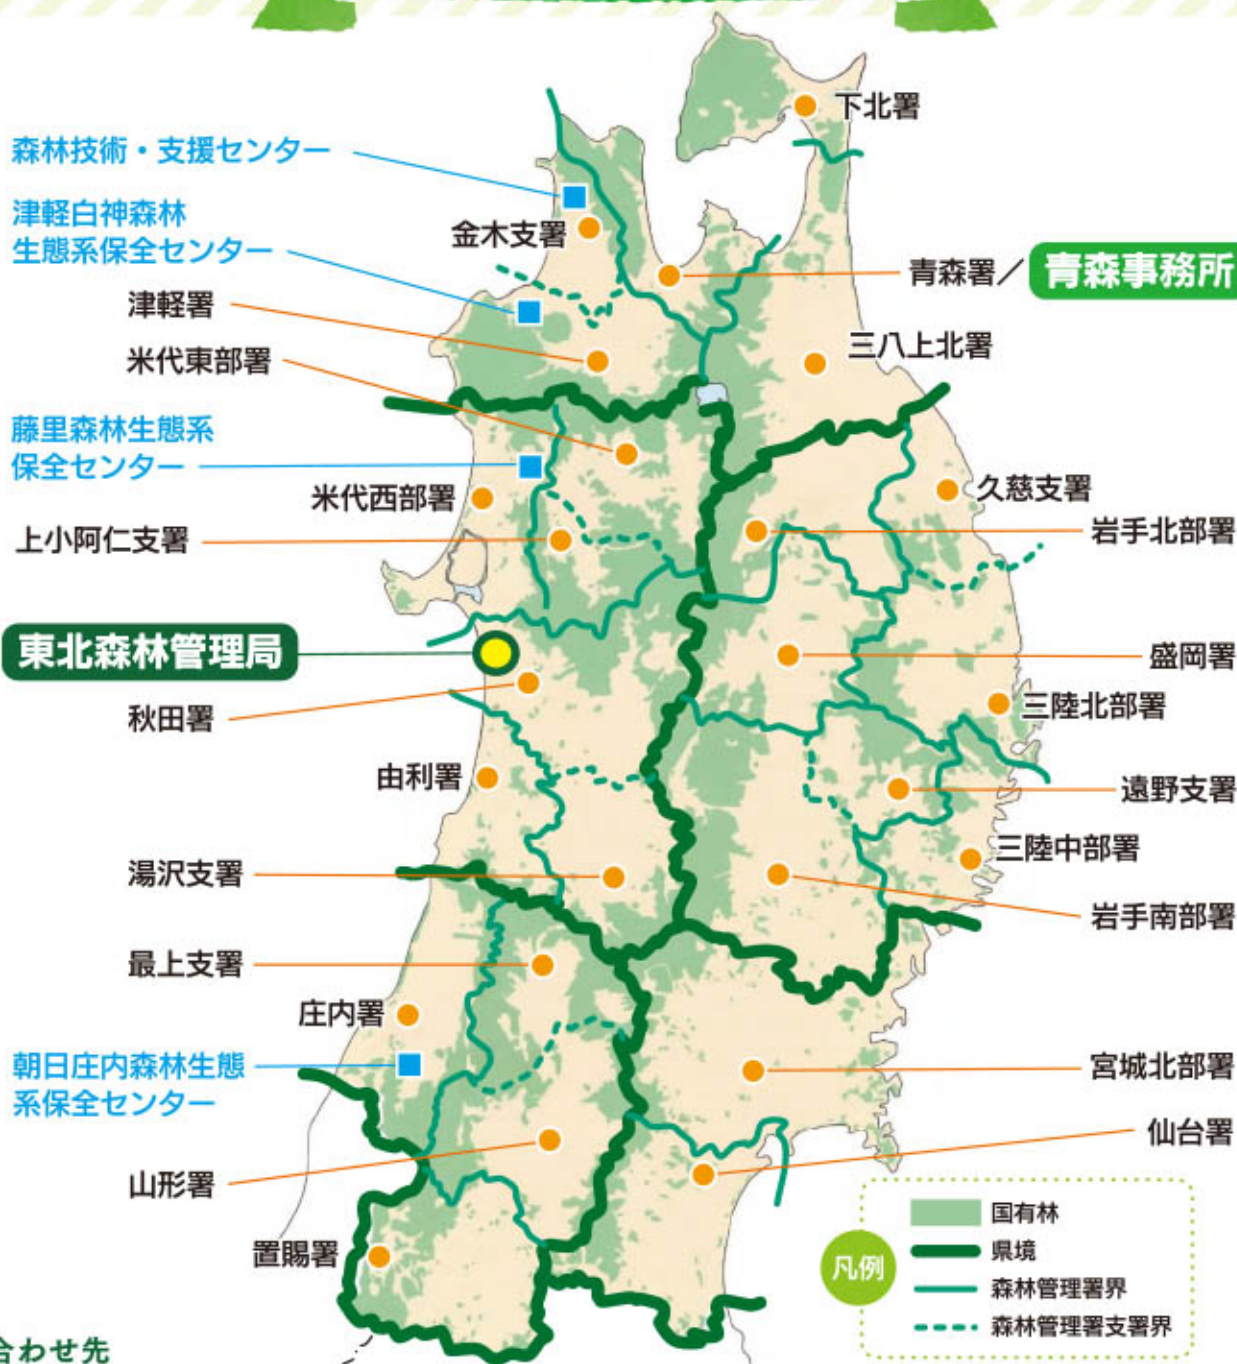 下北署
森林技術・支援センター
津軽白神森林
生態系保全センター
金木支署
青森署／ 青森事務所
津軽署
三八上北署
米代東部署
藤里森林生態系
保全センター
米代西部署
久慈支署
上小阿仁支署
岩手北部署
東北森林管理局
盛岡署
秋田署
三陸北部署
由利署
遠野支署
湯沢支署
三陸中部署
岩手南部署
最上支署
庄内署
朝日庄内森林生態
系保全センター
宮城北部署
仙台署
山形署
置賜署
凡例
国有林
県境
森林管理署界
森林管理署支署界
合わせ先